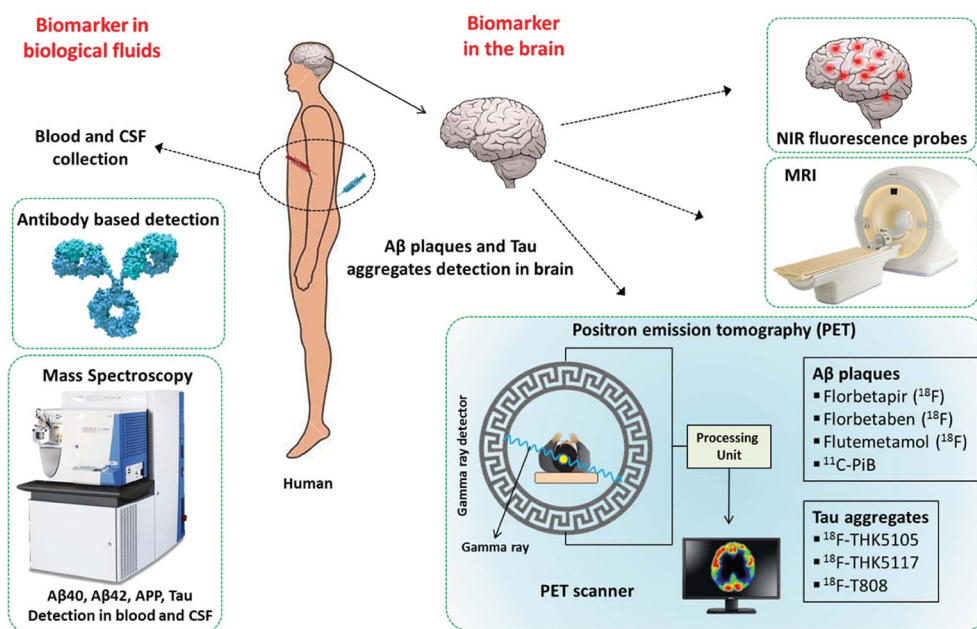 Biomarker in
biological fluids
Biomarker
in the brain
Blood and CSF
collection
Antibody based detection
Mass Spectroscopy
Aβ40, Aβ42, APP, Tau
Detection in blood and CSF
Human
Aβ plaques and Tau
aggregates detection in brain
NIR fluorescence probes
MRI
Positron emission tomography (PET)
Gamma ray detector
Gamma ray
PET scanner
Processing
Unit
Aβ plaques
▪ Florbetapir (¹⁸F)
▪ Florbetaben (¹⁸F)
▪ Flutemetamol (¹⁸F)
▪ ¹¹C-PiB
Tau aggregates
▪ ¹⁸F-THK5105
▪ ¹⁸F-THK5117
▪ ¹⁸F-T808